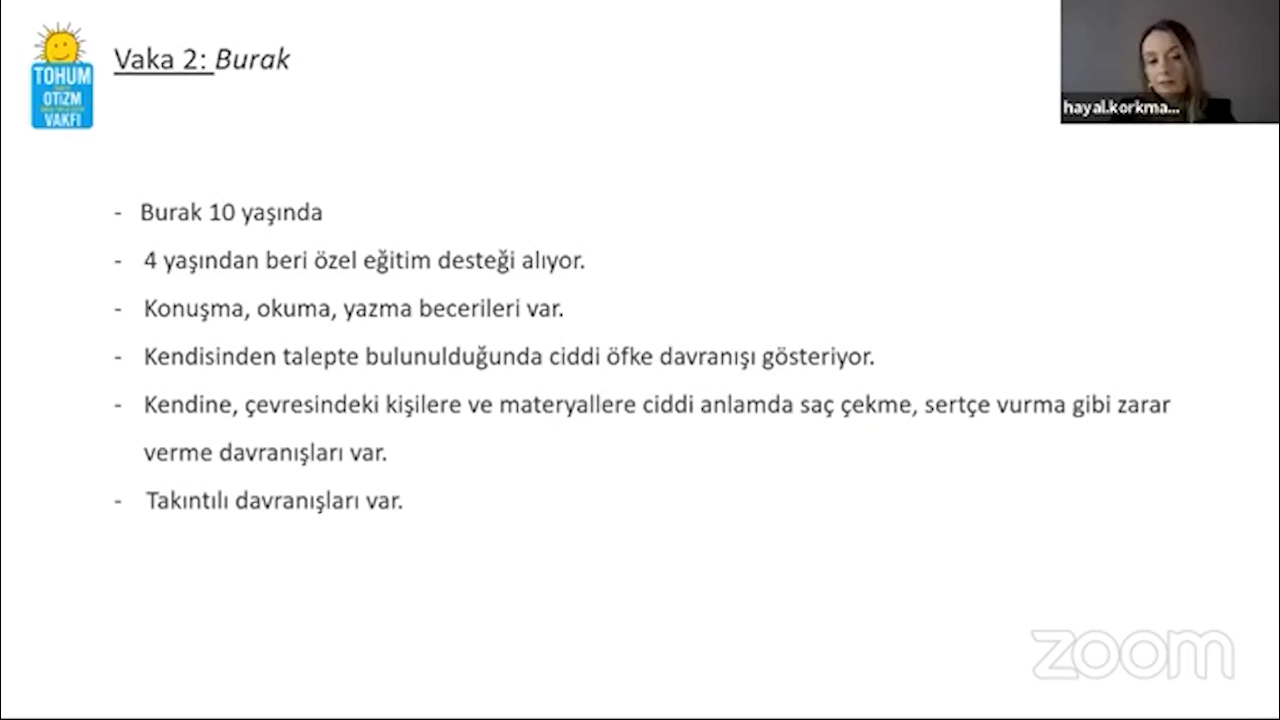 TOHUM
OTİZM
VAKFI
Vaka 2: Burak
hayal.korkma...
- Burak 10 yaşında
- 4 yaşından beri özel eğitim desteği alıyor.
- Konuşma, okuma, yazma becerileri var.
- Kendisinden talepte bulunulduğunda ciddi öfke davranışı gösteriyor.
- Kendine, çevresindeki kişilere ve materyallere ciddi anlamda saç çekme, sertçe vurma gibi zarar
verme davranışları var.
- Takıntılı davranışları var.
zoom